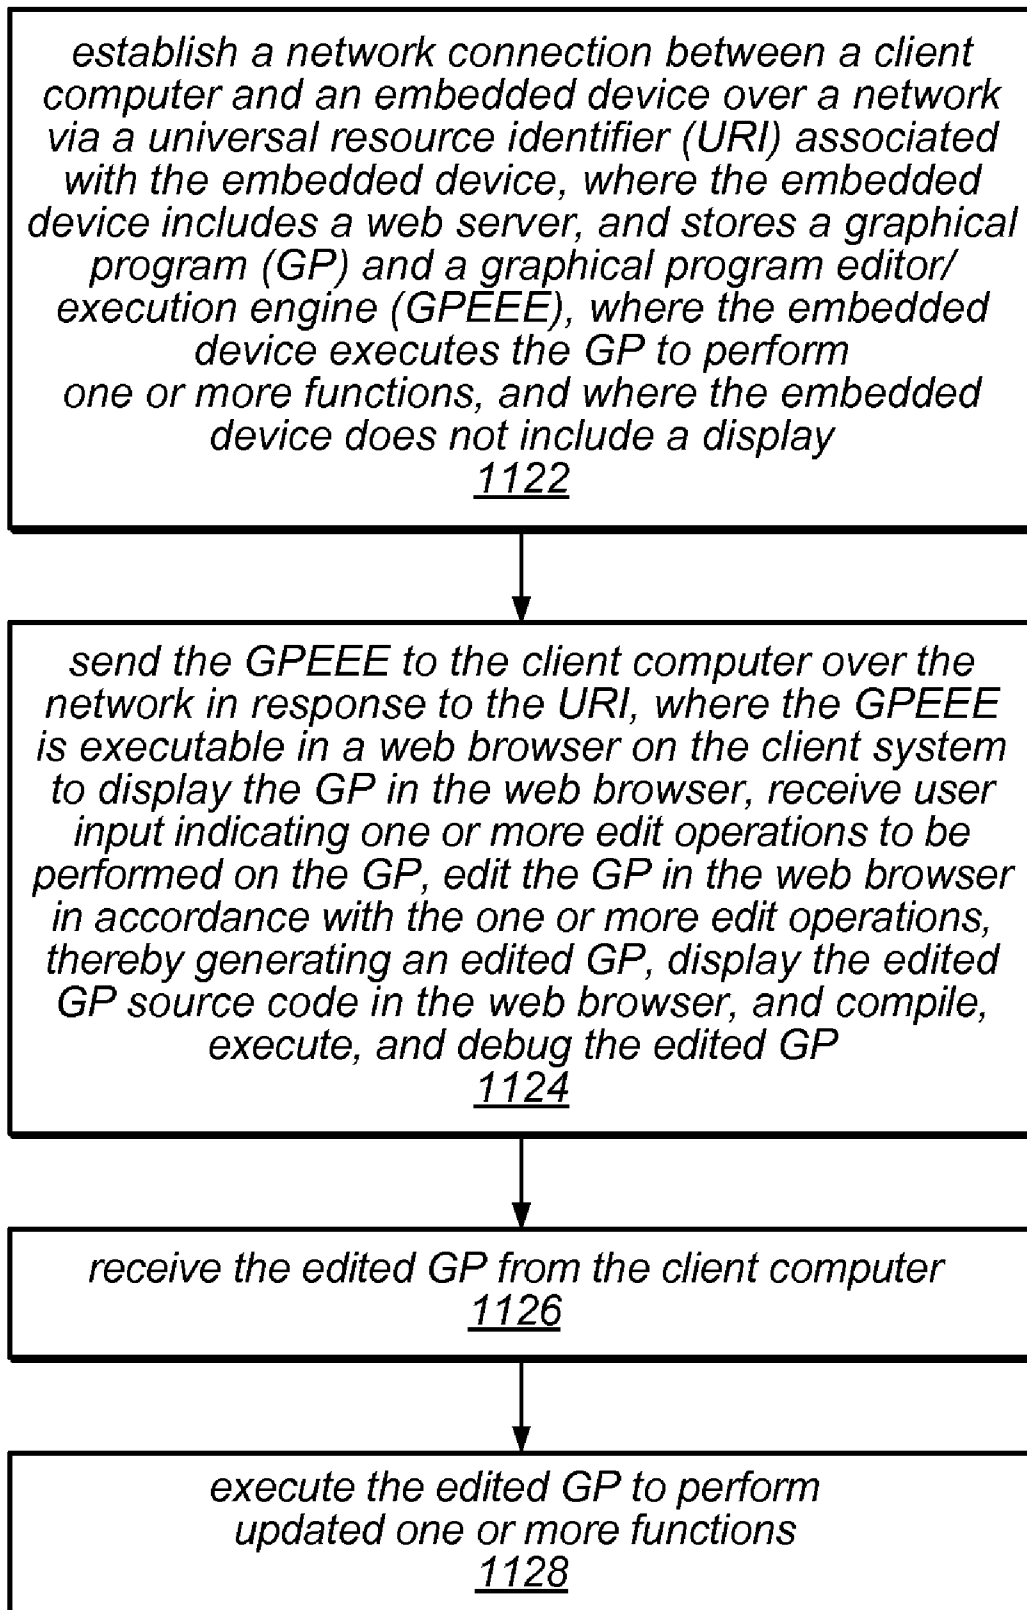 establish a network connection between a client
computer and an embedded device over a network
via a universal resource identifier (URI) associated
with the embedded device, where the embedded
device includes a web server, and stores a graphical
program (GP) and a graphical program editor/
execution engine (GPEEE), where the embedded
device executes the GP to perform
one or more functions, and where the embedded
device does not include a display
1122
send the GPEEE to the client computer over the
network in response to the URI, where the GPEEE
is executable in a web browser on the client system
to display the GP in the web browser, receive user
input indicating one or more edit operations to be
performed on the GP, edit the GP in the web browser
in accordance with the one or more edit operations,
thereby generating an edited GP, display the edited
GP source code in the web browser, and compile,
execute, and debug the edited GP
1124
receive the edited GP from the client computer
1126
execute the edited GP to perform
updated one or more functions
1128